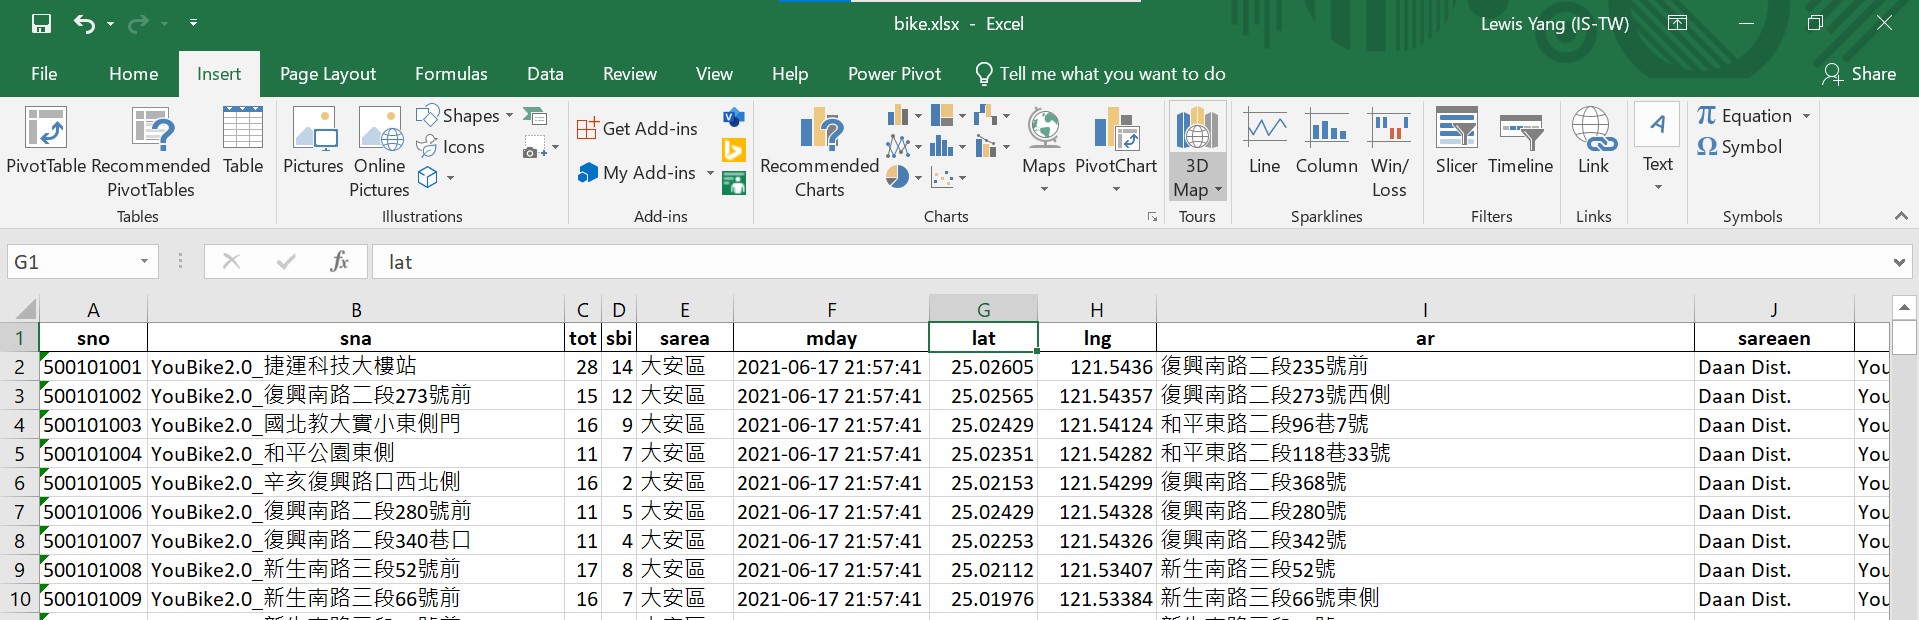 bike.xlsx - Excel
Lewis Yang (IS-TW)
File Home Insert Page Layout Formulas Data Review View Help Power Pivot Tell me what you want to do Share
PivotTable
Recommended PivotTables
Table
Tables
Pictures
Online Pictures
Shapes
Icons
Illustrations
Get Add-ins
My Add-ins
Add-ins
Recommended Charts
Maps
PivotChart
Charts
3D Map
Tours
Line
Column
Win/Loss
Sparklines
Slicer
Timeline
Filters
Link
Links
Text
Equation
Symbol
Symbols
G1 fx lat
A B C D E F G H I J
1 sno sna tot sbi sarea mday lat lng ar sareaen
2 500101001 YouBike2.0_捷運科技大樓站 28 14 大安區 2021-06-17 21:57:41 25.02605 121.5436 復興南路二段235號前 Daan Dist. You
3 500101002 YouBike2.0_復興南路二段273號前 15 12 大安區 2021-06-17 21:57:41 25.02565 121.54357 復興南路二段273號西側 Daan Dist. You
4 500101003 YouBike2.0_國北教大實小東側門 16 9 大安區 2021-06-17 21:57:41 25.02429 121.54124 和平東路二段96巷7號 Daan Dist. You
5 500101004 YouBike2.0_和平公園東側 11 7 大安區 2021-06-17 21:57:41 25.02351 121.54282 和平東路二段118巷33號 Daan Dist. You
6 500101005 YouBike2.0_辛亥復興路口西北側 16 2 大安區 2021-06-17 21:57:41 25.02153 121.54299 復興南路二段368號 Daan Dist. You
7 500101006 YouBike2.0_復興南路二段280號前 11 5 大安區 2021-06-17 21:57:41 25.02429 121.54328 復興南路二段280號 Daan Dist. You
8 500101007 YouBike2.0_復興南路二段340巷口 11 4 大安區 2021-06-17 21:57:41 25.02253 121.54326 復興南路二段342號 Daan Dist. You
9 500101008 YouBike2.0_新生南路三段52號前 17 8 大安區 2021-06-17 21:57:41 25.02112 121.53407 新生南路三段52號 Daan Dist. You
10 500101009 YouBike2.0_新生南路三段66號前 16 7 大安區 2021-06-17 21:57:41 25.01976 121.53384 新生南路三段66號東側 Daan Dist. You